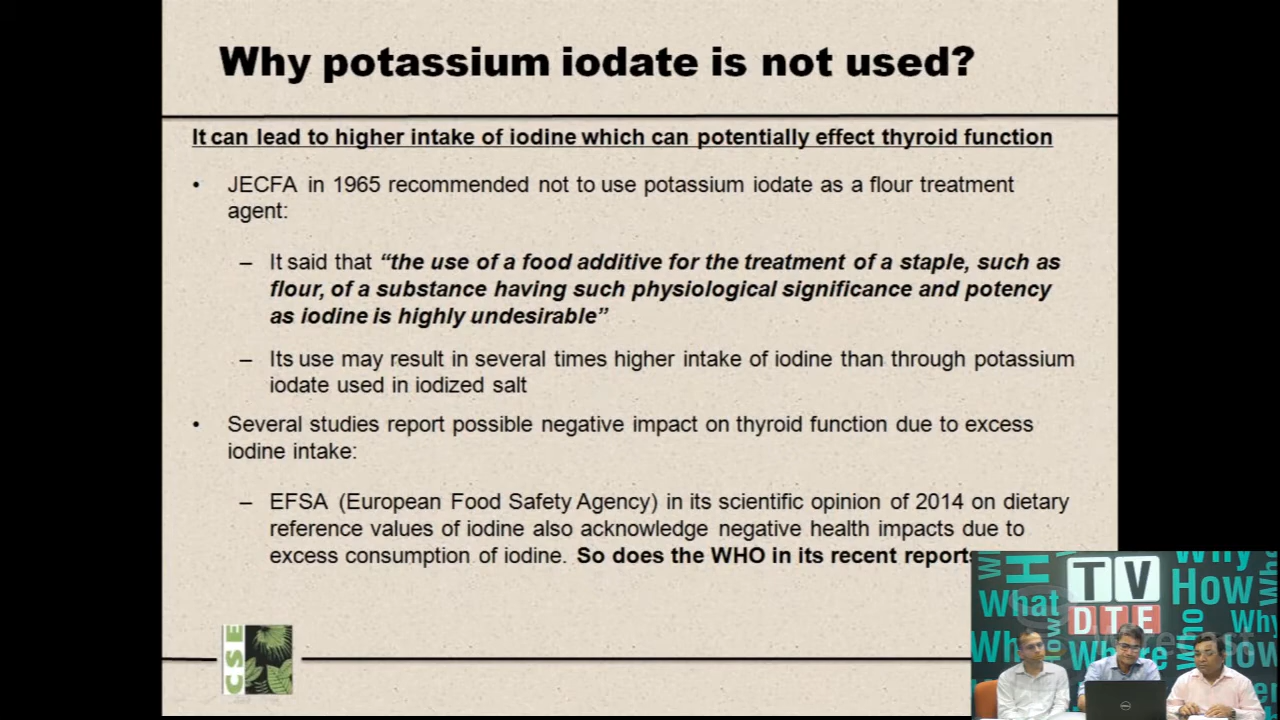 Why potassium iodate is not used?
It can lead to higher intake of iodine which can potentially effect thyroid function
• JECFA in 1965 recommended not to use potassium iodate as a flour treatment
agent:
– It said that “the use of a food additive for the treatment of a staple, such as
flour, of a substance having such physiological significance and potency
as iodine is highly undesirable”
– Its use may result in several times higher intake of iodine than through potassium
iodate used in iodized salt
• Several studies report possible negative impact on thyroid function due to excess
iodine intake:
– EFSA (European Food Safety Agency) in its scientific opinion of 2014 on dietary
reference values of iodine also acknowledge negative health impacts due to
excess consumption of iodine. So does the WHO in its recent reports
CSE
Why
H
TV
How
What
DTE
Who
Why
How
Where
How